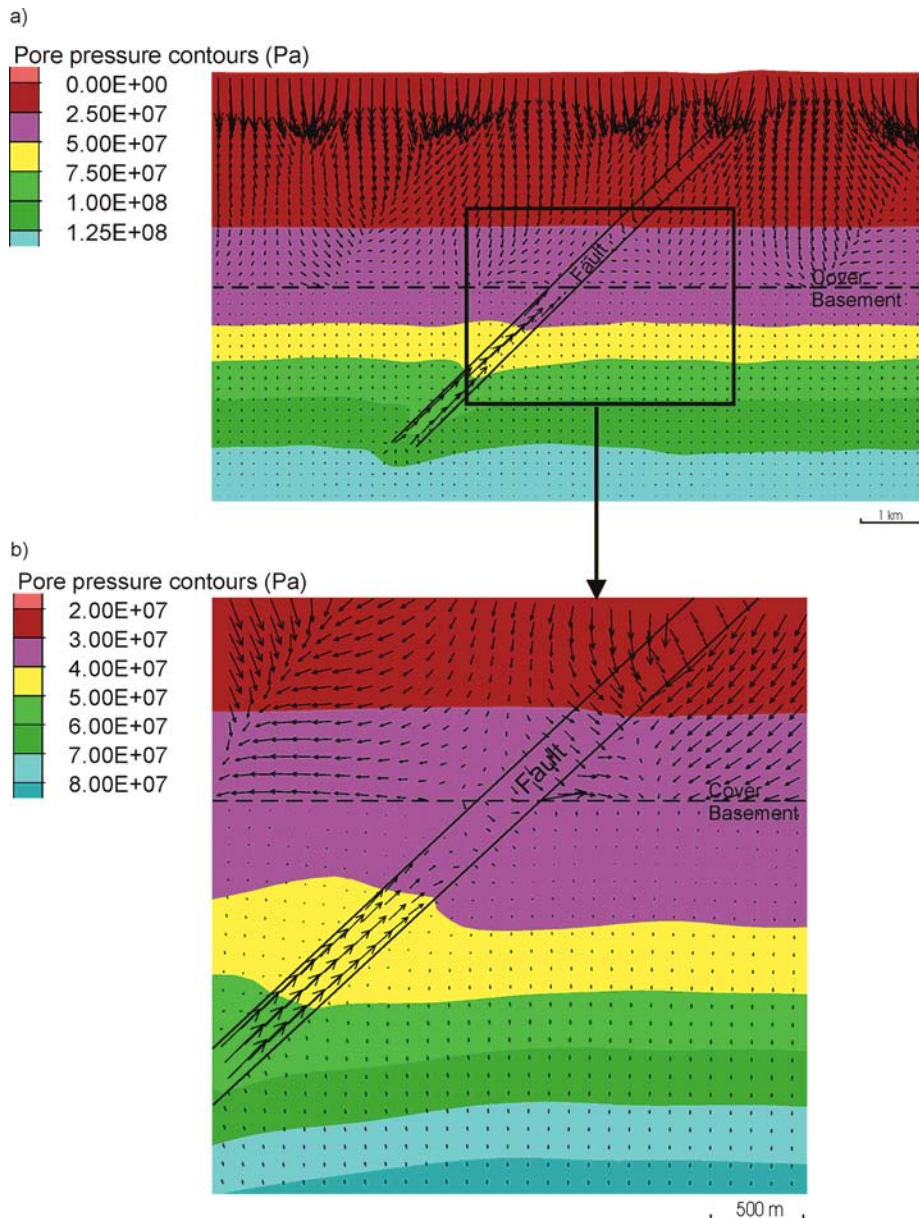 a)
Pore pressure contours (Pa)
0.00E+00
2.50E+07
5.00E+07
7.50E+07
1.00E+08
1.25E+08
Fault
Cover
Basement
1 km
b)
Pore pressure contours (Pa)
2.00E+07
3.00E+07
4.00E+07
5.00E+07
6.00E+07
7.00E+07
8.00E+07
Fault
Cover
Basement
500 m